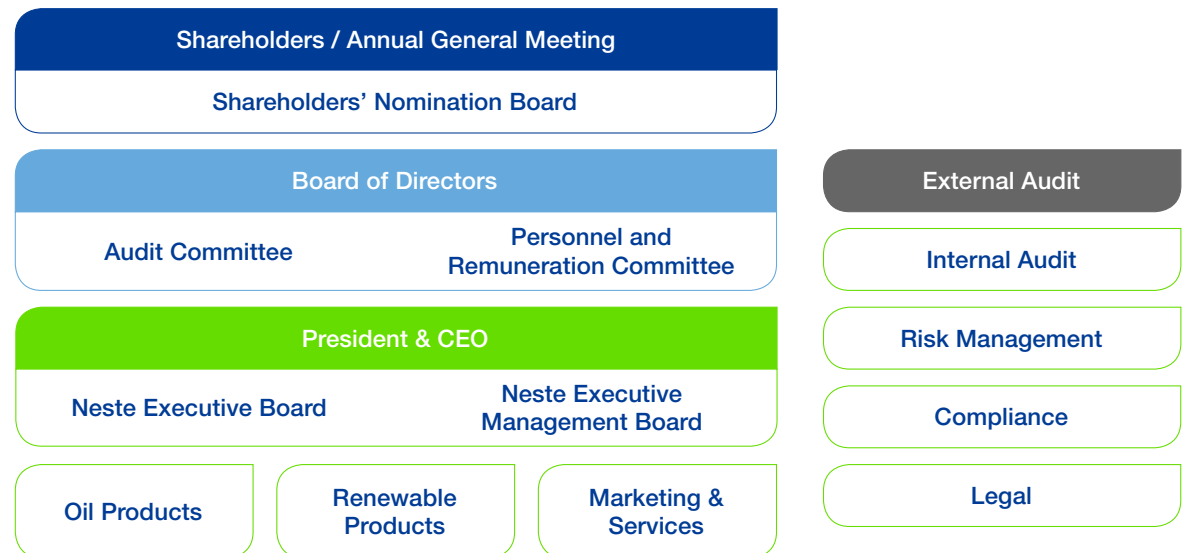 Shareholders / Annual General Meeting
Shareholders’ Nomination Board
Board of Directors
Audit Committee
Personnel and
Remuneration Committee
President & CEO
Neste Executive Board
Neste Executive
Management Board
Oil Products
Renewable
Products
Marketing &
Services
External Audit
Internal Audit
Risk Management
Compliance
Legal